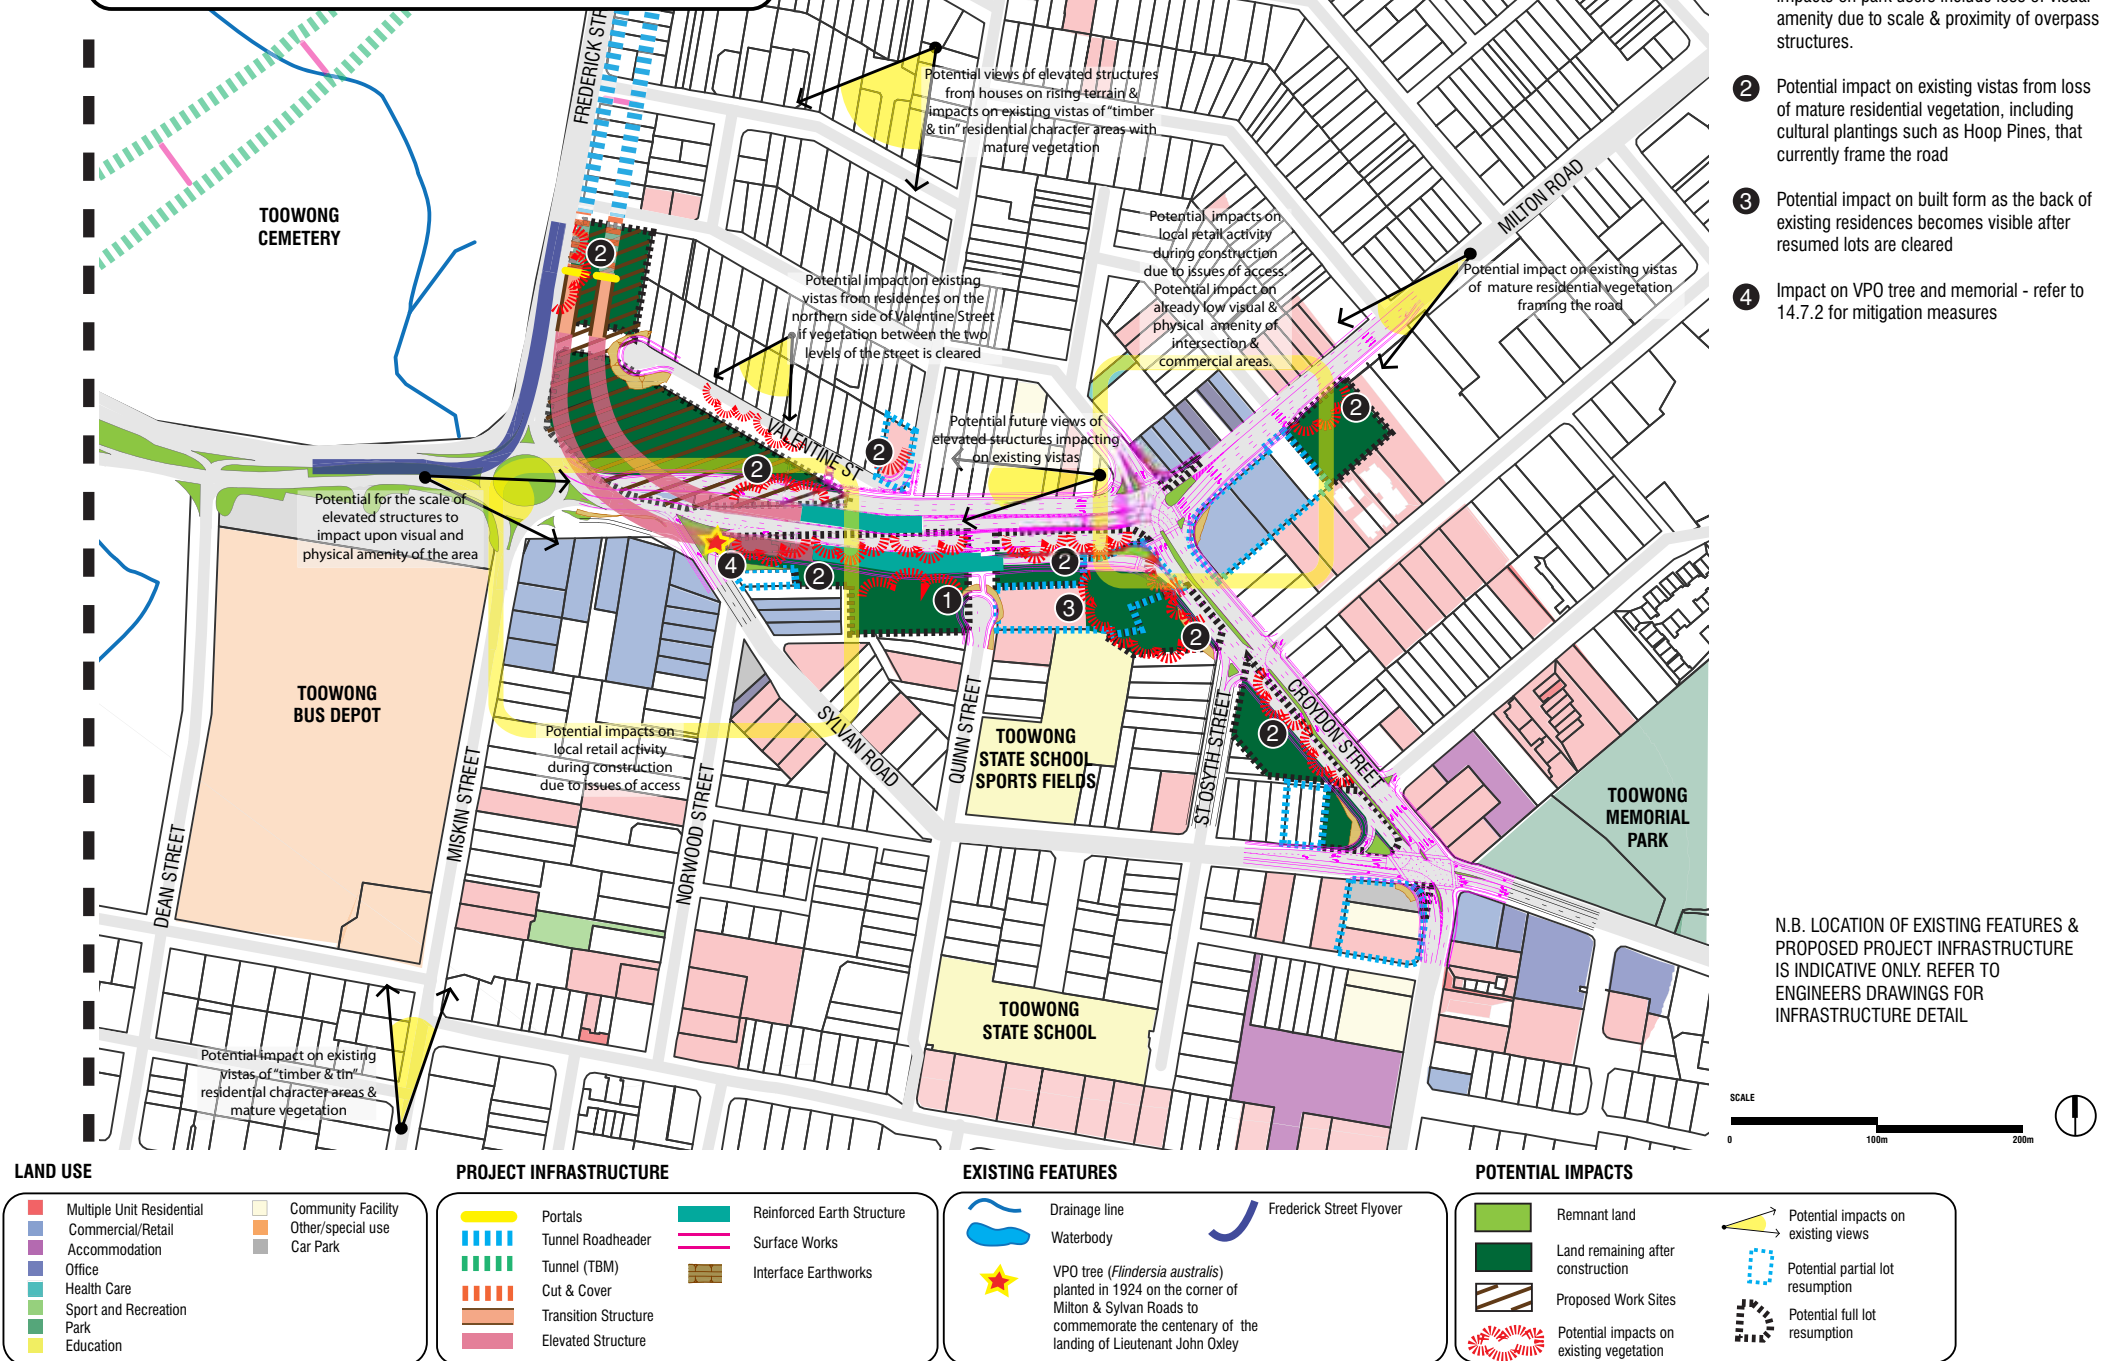 amenity due to scale & proximity of overpass
structures.
2
Potential impact on existing vistas from loss
of mature residential vegetation, including
cultural plantings such as Hoop Pines, that
currently frame the road
3
Potential impact on built form as the back of
existing residences becomes visible after
resumed lots are cleared
4
Impact on VPO tree and memorial - refer to
14.7.2 for mitigation measures
FREDERICK STR
Potential views of elevated structures
from houses on rising terrain &
impacts on existing vistas of "timber
& tin" residential character areas with
mature vegetation
MILTON ROAD
TOOWONG
CEMETERY
2
Potential impacts on
local retail activity
during construction
due to issues of access.
Potential impact on
already low visual &
physical amenity of
intersection &
commercial areas.
Potential impact on existing vistas
of mature residential vegetation
framing the road
Potential impact on existing
vistas from residences on the
northern side of Valentine Street
if vegetation between the two
levels of the street is cleared
2
VALENTINE ST
2
Potential future views of
elevated structures impacting
on existing vistas
2
Potential for the scale of
elevated structures to
impact upon visual and
physical amenity of the area
4
2
1
2
3
2
TOOWONG
BUS DEPOT
Potential impacts on
local retail activity
during construction
due to issues of access
SYLVAN ROAD
QUINN STREET
TOOWONG
STATE SCHOOL
SPORTS FIELDS
ST OSYTH STREET
2
CROYDON STREET
TOOWONG
MEMORIAL
PARK
DEAN STREET
MISKIN STREET
NORWOOD STREET
TOOWONG
STATE SCHOOL
Potential impact on existing
vistas of "timber & tin"
residential character areas &
mature vegetation
N.B. LOCATION OF EXISTING FEATURES &
PROPOSED PROJECT INFRASTRUCTURE
IS INDICATIVE ONLY. REFER TO
ENGINEERS DRAWINGS FOR
INFRASTRUCTURE DETAIL
SCALE
0 100m 200m
LAND USE
Multiple Unit Residential
Commercial/Retail
Accommodation
Office
Health Care
Sport and Recreation
Park
Education
Community Facility
Other/special use
Car Park
PROJECT INFRASTRUCTURE
Portals
Tunnel Roadheader
Tunnel (TBM)
Cut & Cover
Transition Structure
Elevated Structure
Reinforced Earth Structure
Surface Works
Interface Earthworks
EXISTING FEATURES
Drainage line
Waterbody
VPO tree (Flindersia australis)
planted in 1924 on the corner of
Milton & Sylvan Roads to
commemorate the centenary of the
landing of Lieutenant John Oxley
Frederick Street Flyover
POTENTIAL IMPACTS
Remnant land
Land remaining after
construction
Proposed Work Sites
Potential impacts on
existing vegetation
Potential impacts on
existing views
Potential partial lot
resumption
Potential full lot
resumption